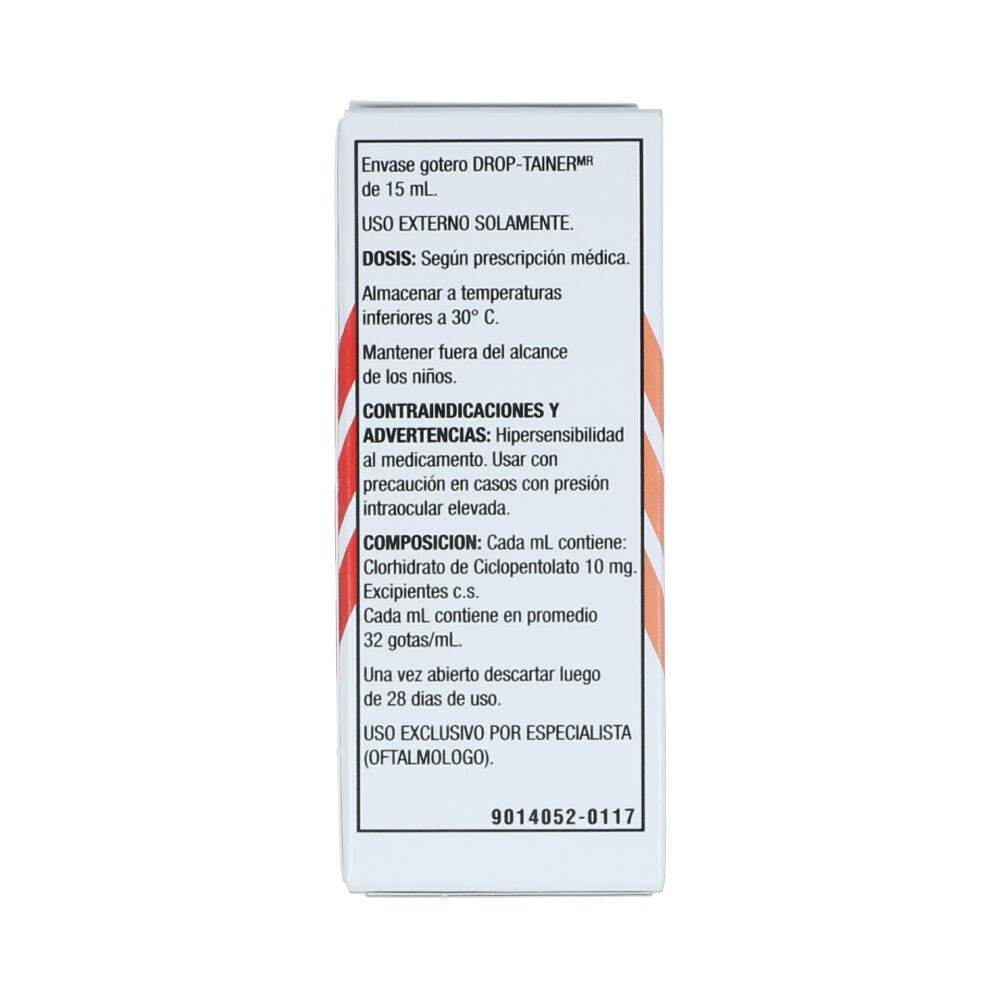 Envase gotero DROP-TAINERMR
de 15 mL.
USO EXTERNO SOLAMENTE.
DOSIS: Según prescripción médica.
Almacenar a temperaturas
inferiores a 30° C.
Mantener fuera del alcance
de los niños.
CONTRAINDICACIONES Y
ADVERTENCIAS: Hipersensibilidad
al medicamento. Usar con
precaución en casos con presión
intraocular elevada.
COMPOSICION: Cada mL contiene:
Clorhidrato de Ciclopentolato 10 mg.
Excipientes c.s.
Cada mL contiene en promedio
32 gotas/mL.
Una vez abierto descartar luego
de 28 dias de uso.
USO EXCLUSIVO POR ESPECIALISTA
(OFTALMOLOGO).
9014052-0117